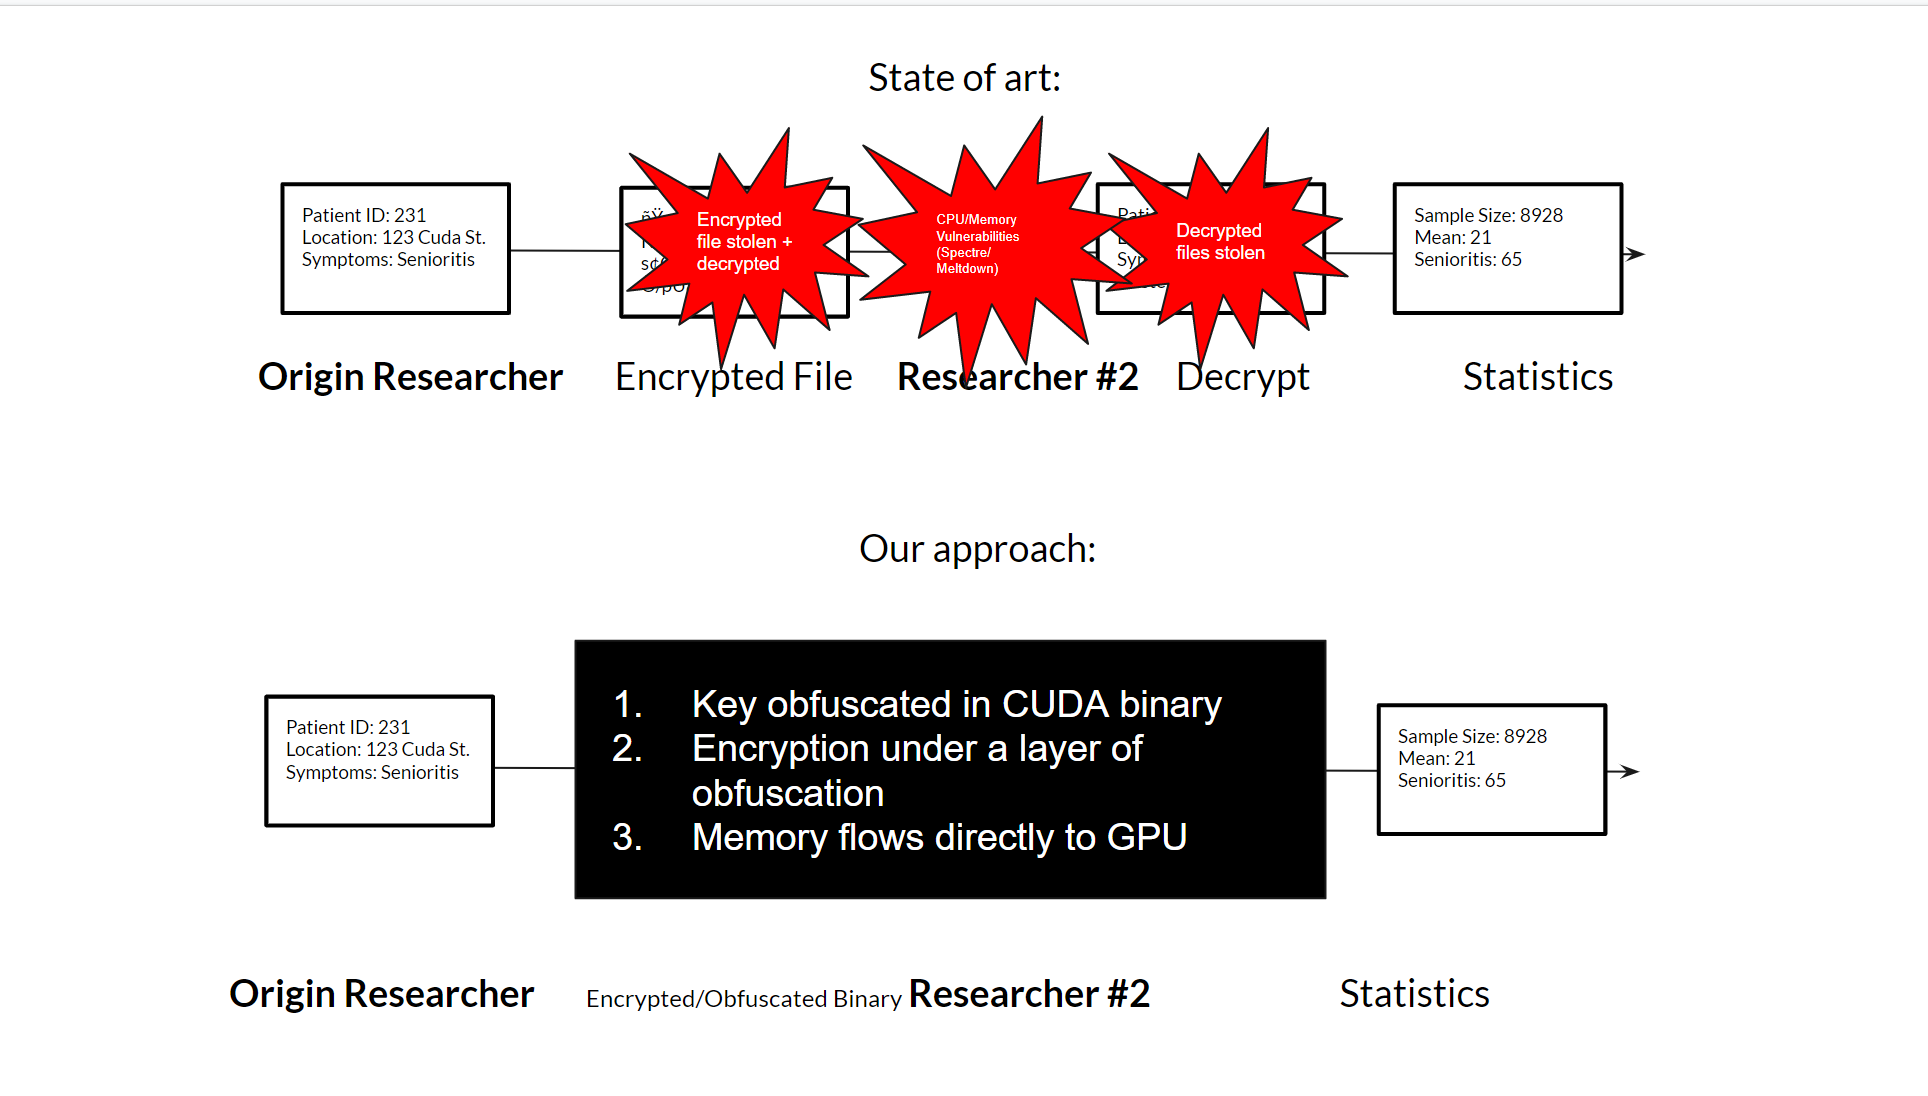 State of art:
Patient ID: 231
Location: 123 Cuda St.
Symptoms: Senioritis
Encrypted
file stolen +
decrypted
CPU/Memory
Vulnerabilities
(Spectre/
Meltdown)
Decrypted
files stolen
Sample Size: 8928
Mean: 21
Senioritis: 65
Origin Researcher
Encrypted File
Researcher #2
Decrypt
Statistics
Our approach:
Patient ID: 231
Location: 123 Cuda St.
Symptoms: Senioritis
1. Key obfuscated in CUDA binary
2. Encryption under a layer of
obfuscation
3. Memory flows directly to GPU
Sample Size: 8928
Mean: 21
Senioritis: 65
Origin Researcher
Encrypted/Obfuscated Binary
Researcher #2
Statistics